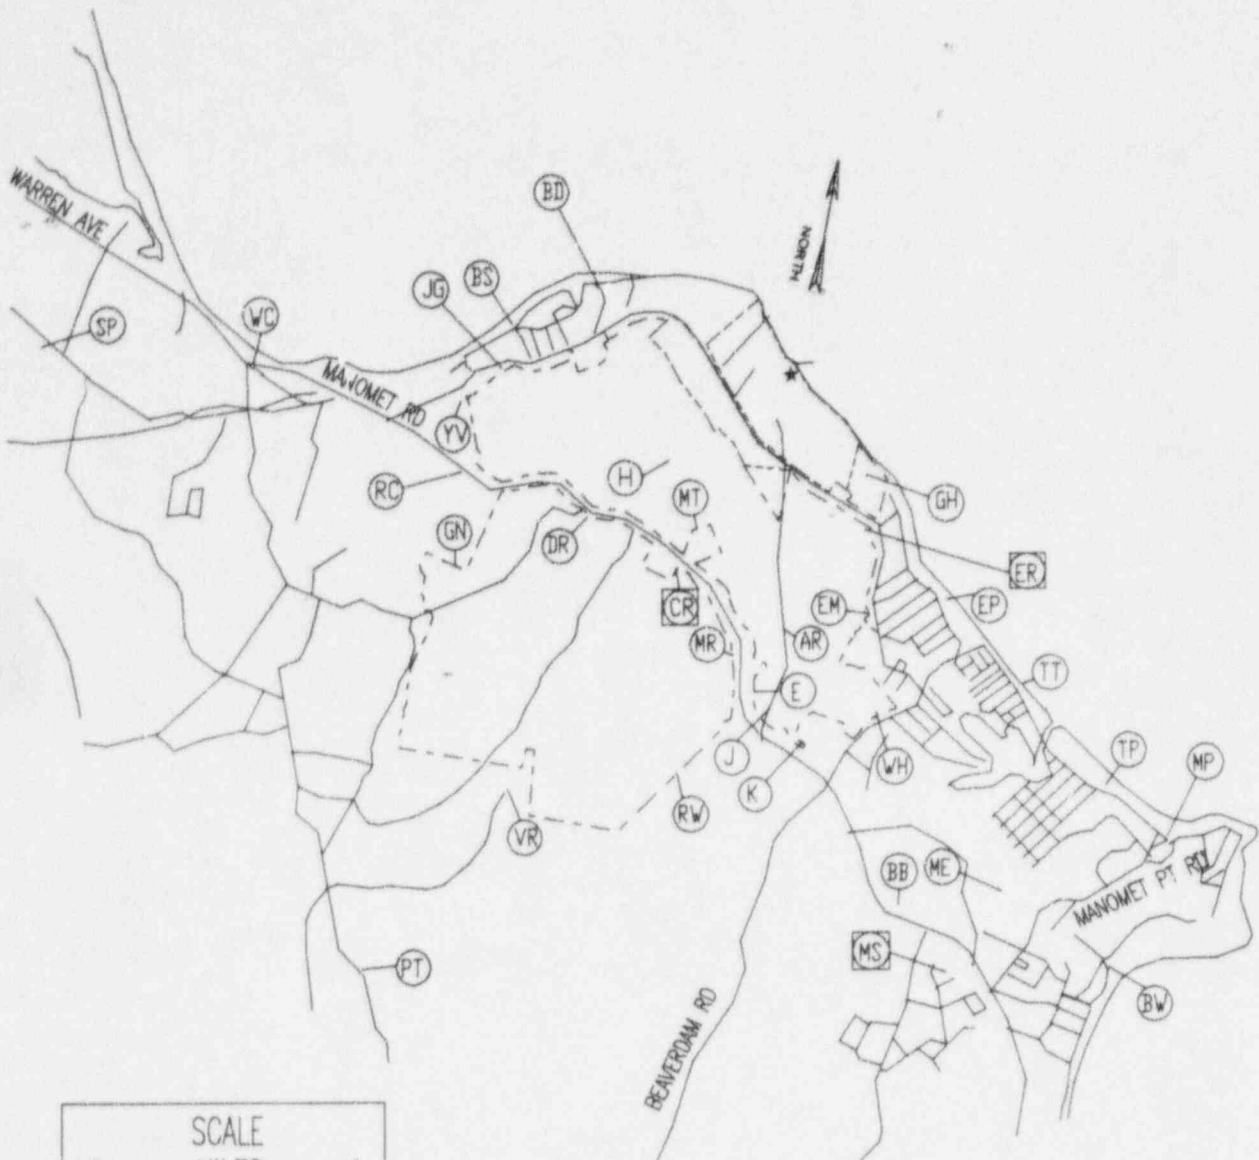 WARREN AVE
BD
NORTH
JG
BS
SP
WC
MANOMET RD
YV
RC
H
MT
GH
GN
DR
ER
CR
EM
EP
MR
AR
E
TT
J
WH
TP
MP
K
RW
VR
BB
ME
MANOMET PT RD
MS
PT
BW
BEAVERDAM RD
SCALE